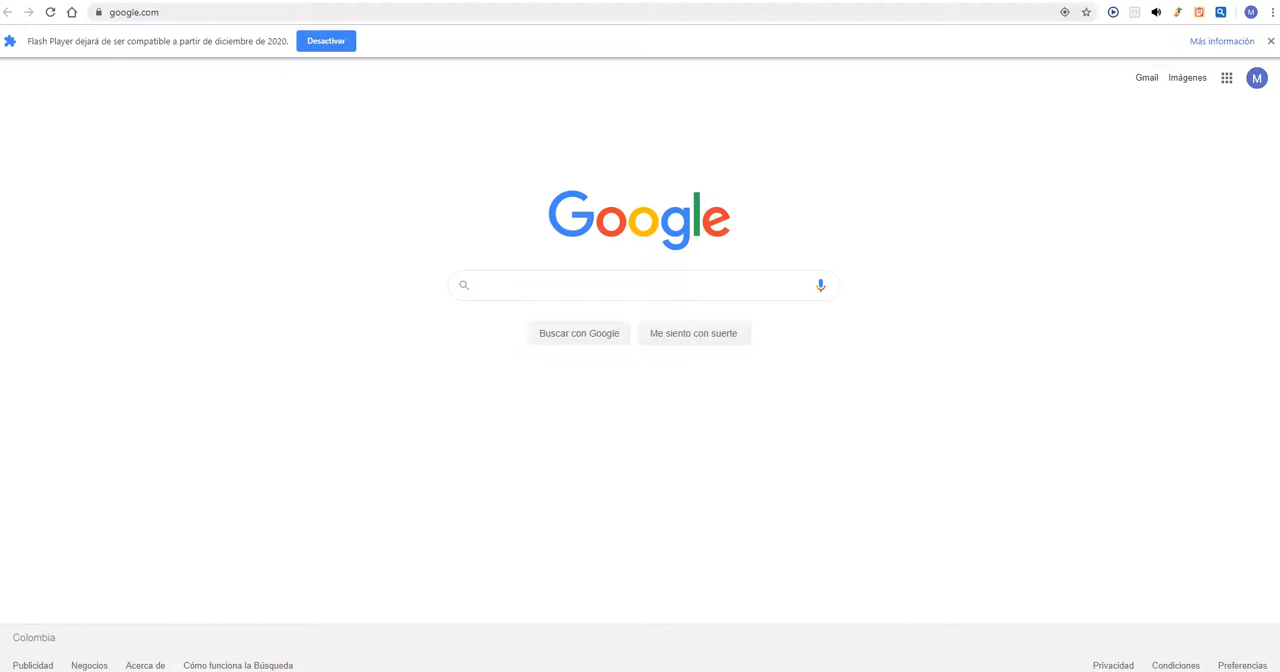 google.com
M
Flash Player dejará de ser compatible a partir de diciembre de 2020. Desactivar Más información
Gmail Imágenes M
Google
Buscar con Google Me siento con suerte
Colombia
Publicidad Negocios Acerca de Cómo funciona la Búsqueda Privacidad Condiciones Preferencias